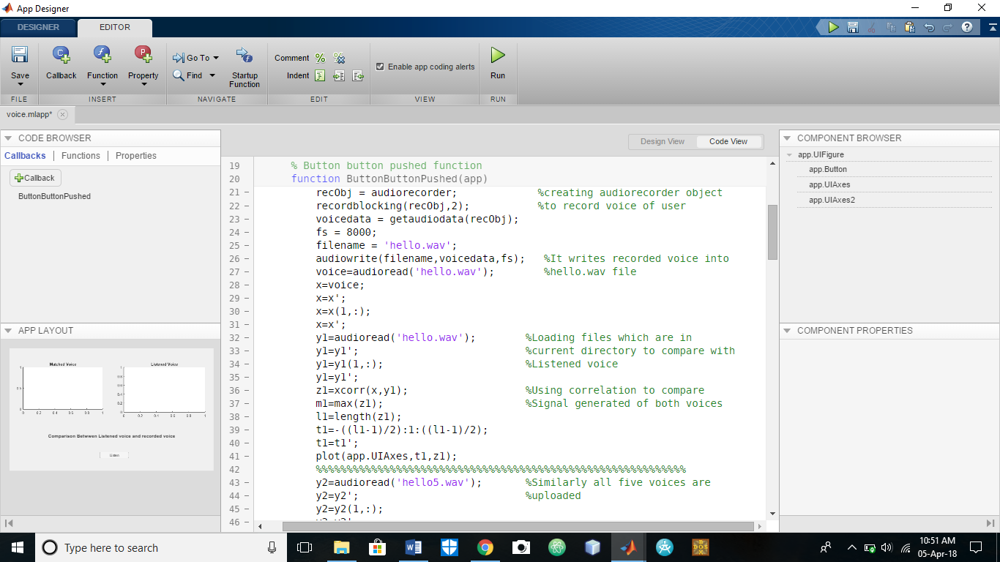 App Designer
DESIGNER
EDITOR
Save
Callback
Function
Property
Go To
Find
Startup
Function
Comment
Indent
Enable app coding alerts
Run
FILE
INSERT
NAVIGATE
EDIT
VIEW
RUN
voice.mlapp*
CODE BROWSER
Callbacks
Functions
Properties
Callback
ButtonButtonPushed
APP LAYOUT
Matched Voice
Listened Voice
Comparison Betwwen Listened voice and recorded voice
Listen
Design View
Code View
19 % Button button pushed function
20 function ButtonButtonPushed(app)
21 – recObj = audiorecorder; %creating audiorecorder object
22 – recordblocking(recObj,2); %to record voice of user
23 – voicedata = getaudiodata(recObj);
24 – fs = 8000;
25 – filename = 'hello.wav';
26 – audiowrite(filename,voicedata,fs); %It writes recorded voice into
27 – voice=audioread('hello.wav'); %hello.wav file
28 – x=voice;
29 – x=x';
30 – x=x(1,:);
31 – x=x';
32 – y1=audioread('hello.wav'); %Loading files which are in
33 – y1=y1'; %current directory to compare with
34 – y1=y1(1,:); %Listened voice
35 – y1=y1';
36 – z1=xcorr(x,y1); %Using correlation to compare
37 – m1=max(z1); %Signal generated of both voices
38 – l1=length(z1);
39 – t1=-((l1-1)/2):1:((l1-1)/2);
40 – t1=t1';
41 – plot(app.UIAxes,t1,z1);
42 %%%%%%%%%%%%%%%%%%%%%%%%%%%%%%%%%%%%%%%%%%%%%%%%%%%%%%%%%%%%
43 – y2=audioread('hello5.wav'); %Similarly all five voices are
44 – y2=y2'; %uploaded
45 – y2=y2(1,:);
46 –
COMPONENT BROWSER
app.UIFigure
app.Button
app.UIAxes
app.UIAxes2
COMPONENT PROPERTIES
Type here to search
10:51 AM
05-Apr-18